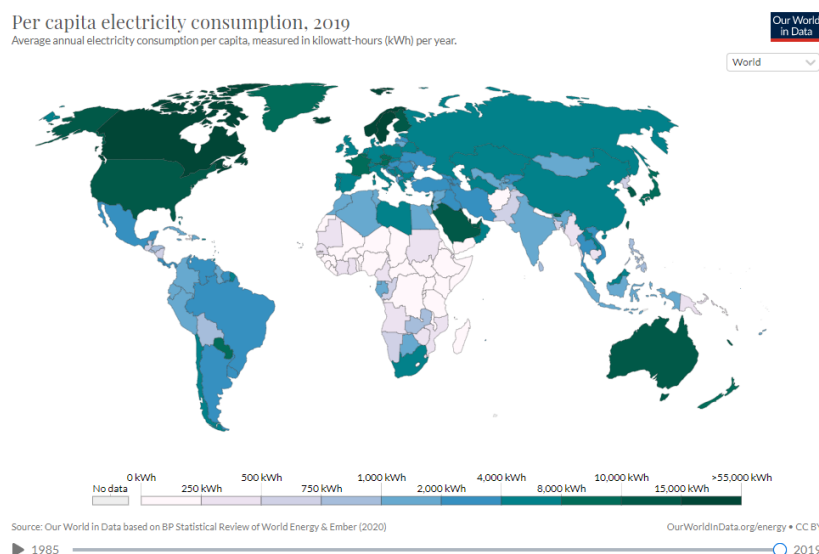 Per capita electricity consumption, 2019
Average annual electricity consumption per capita, measured in kilowatt-hours (kWh) per year.
Our World
in Data
World
No data
0 kWh
250 kWh
500 kWh
750 kWh
1,000 kWh
2,000 kWh
4,000 kWh
8,000 kWh
10,000 kWh
15,000 kWh
>55,000 kWh
Source: Our World in Data based on BP Statistical Review of World Energy & Ember (2020)
OurWorldInData.org/energy • CC BY
1985
2019